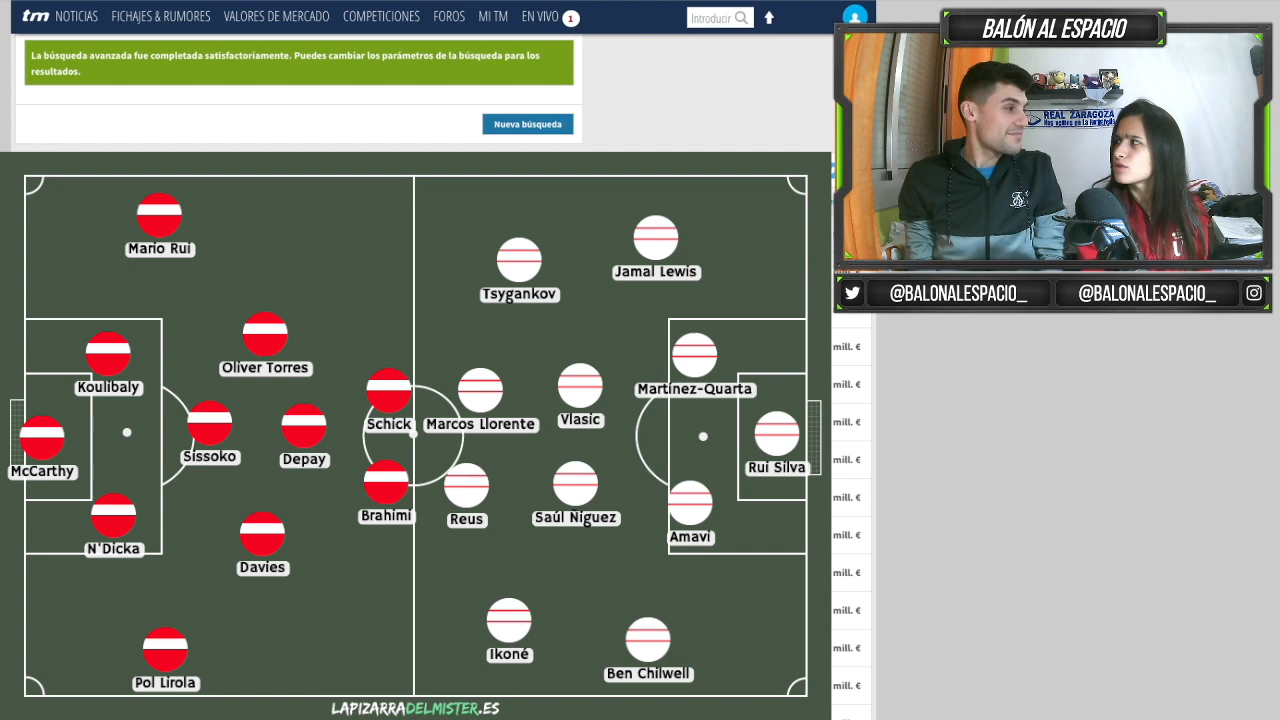 tm NOTICIAS FICHAJES & RUMORES VALORES DE MERCADO COMPETICIONES FOROS MI TM EN VIVO 1 Introducir
La búsqueda avanzada fue completada satisfactoriamente. Puedes cambiar los parámetros de la búsqueda para los
resultados.
Nueva búsqueda
BALÓN AL ESPACIO
REAL ZARAGOZA
@BALONALESPACIO_ @BALONALESPACIO_
Mario Rui
Jamal Lewis
Tsygankov
Oliver Torres
Koulibaly
Martínez-Quarta
Schick
Marcos Llorente
Vlasic
Sissoko
Depay
McCarthy
Rui Silva
Brahimi
Reus
Saúl Ñiguez
Amavi
N'Dicka
Davies
Ikoné
Ben Chilwell
Pol Lirola
mill. €
mill. €
mill. €
mill. €
mill. €
mill. €
mill. €
mill. €
mill. €
mill. €
LAPIZARRADELMISTER.ES